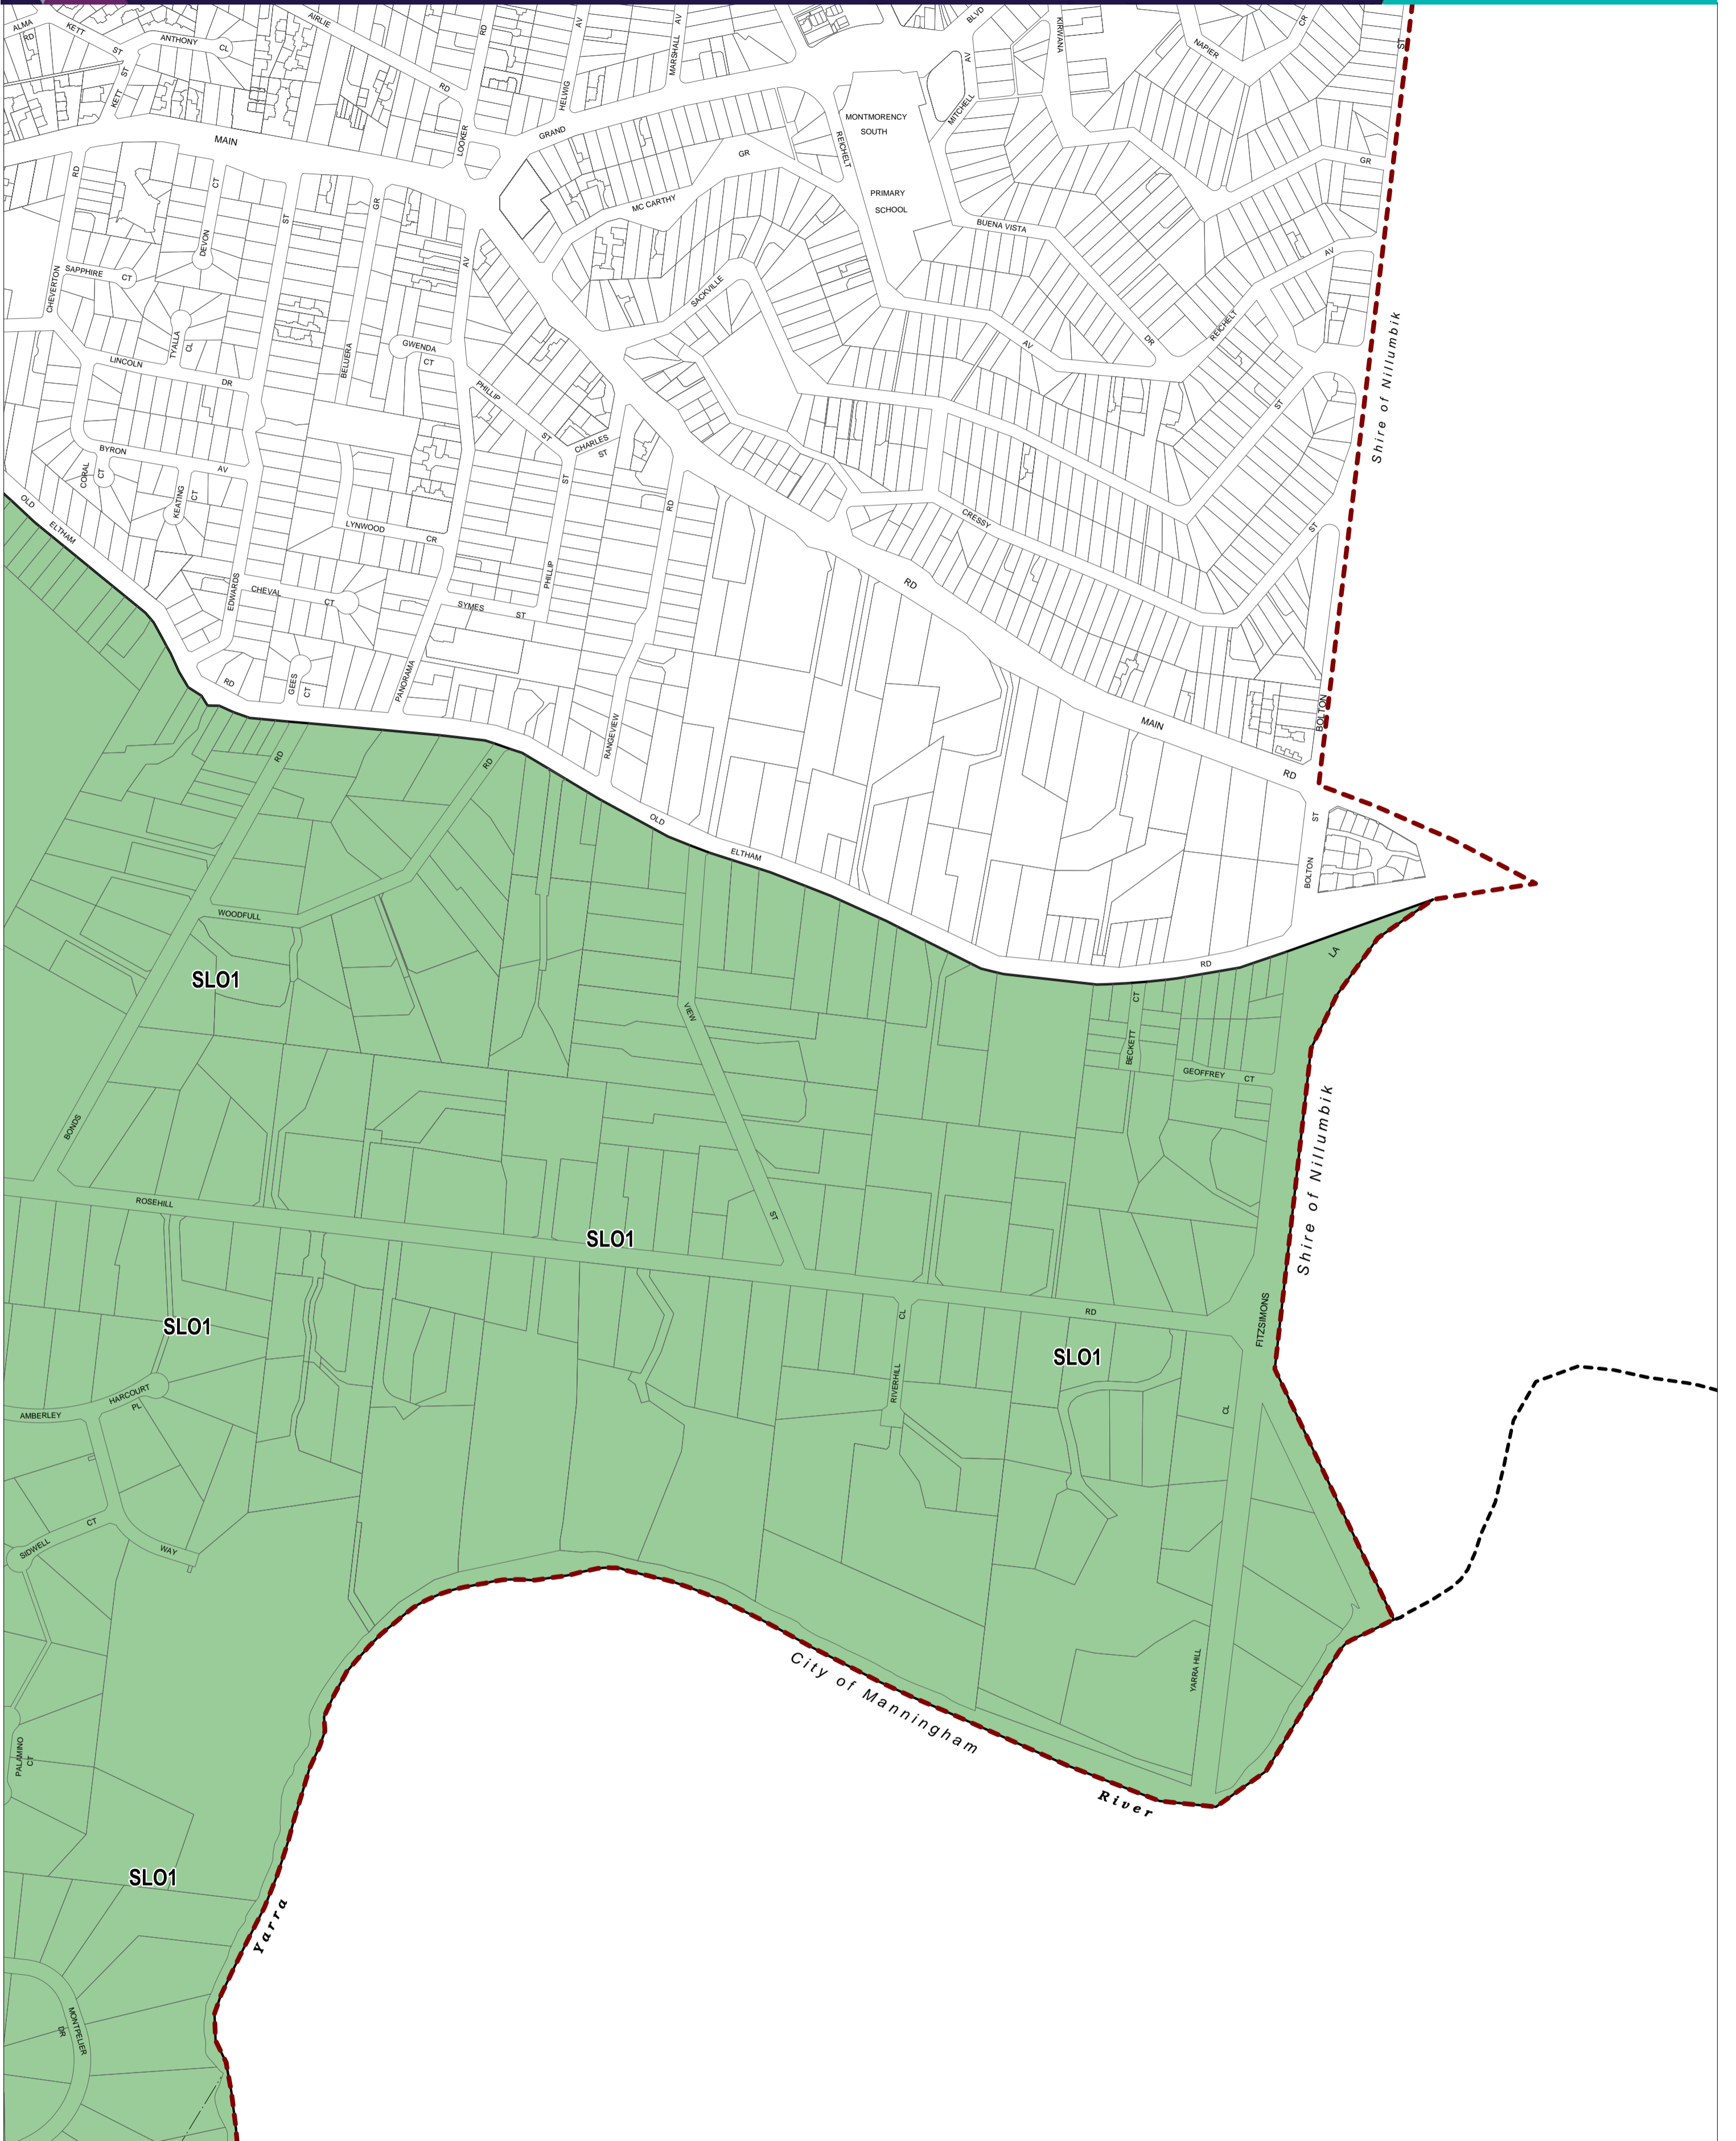 ALMA
RD
KETT
ST
ANTHONY
CL
AIRLIE
RD
RD
AV
HELWIG
MARSHALL
AV
BLVD
AV
KIRWANA
NAPIER
CR
ST
KETT
ST
MAIN
LOOKER
GRAND
MITCHELL
MONTMORENCY
SOUTH
REICHELT
GR
GR
PRIMARY
SCHOOL
MC CARTHY
BUENA VISTA
RD
CT
DEVON
ST
GR
AV
AV
CHEVERTON
SAPPHIRE
CT
SACKVILLE
REICHELT
DR
AV
Shire of Nillumbik
TYALLA
CL
LINCOLN
DR
BELUERA
GWENDA
CT
PHILLIP
ST
CHARLES
ST
ST
BYRON
AV
CORAL
CT
KEATING
CT
ST
RD
CRESSY
ST
OLD
ELTHAM
LYNWOOD
CR
EDWARDS
CHEVAL
CT
PHILLIP
SYMES
ST
RD
RD
GEES
CT
PANORAMA
RANGEVIEW
MAIN
BOLTON
RD
RD
RD
OLD
ELTHAM
ST
BOLTON
WOODFULL
SLO1
RD
LA
VIEW
CT
BECKETT
GEOFFREY
CT
BONDS
Shire of Nillumbik
ROSEHILL
ST
SLO1
SLO1
CL
RD
FITZSIMONS
SLO1
RIVERHILL
HARCOURT
PL
AMBERLEY
CL
CT
SIDWELL
WAY
YARRA HILL
City of Manningham
PALAMINO
CT
River
SLO1
Yarra
MONTPELIER
DR